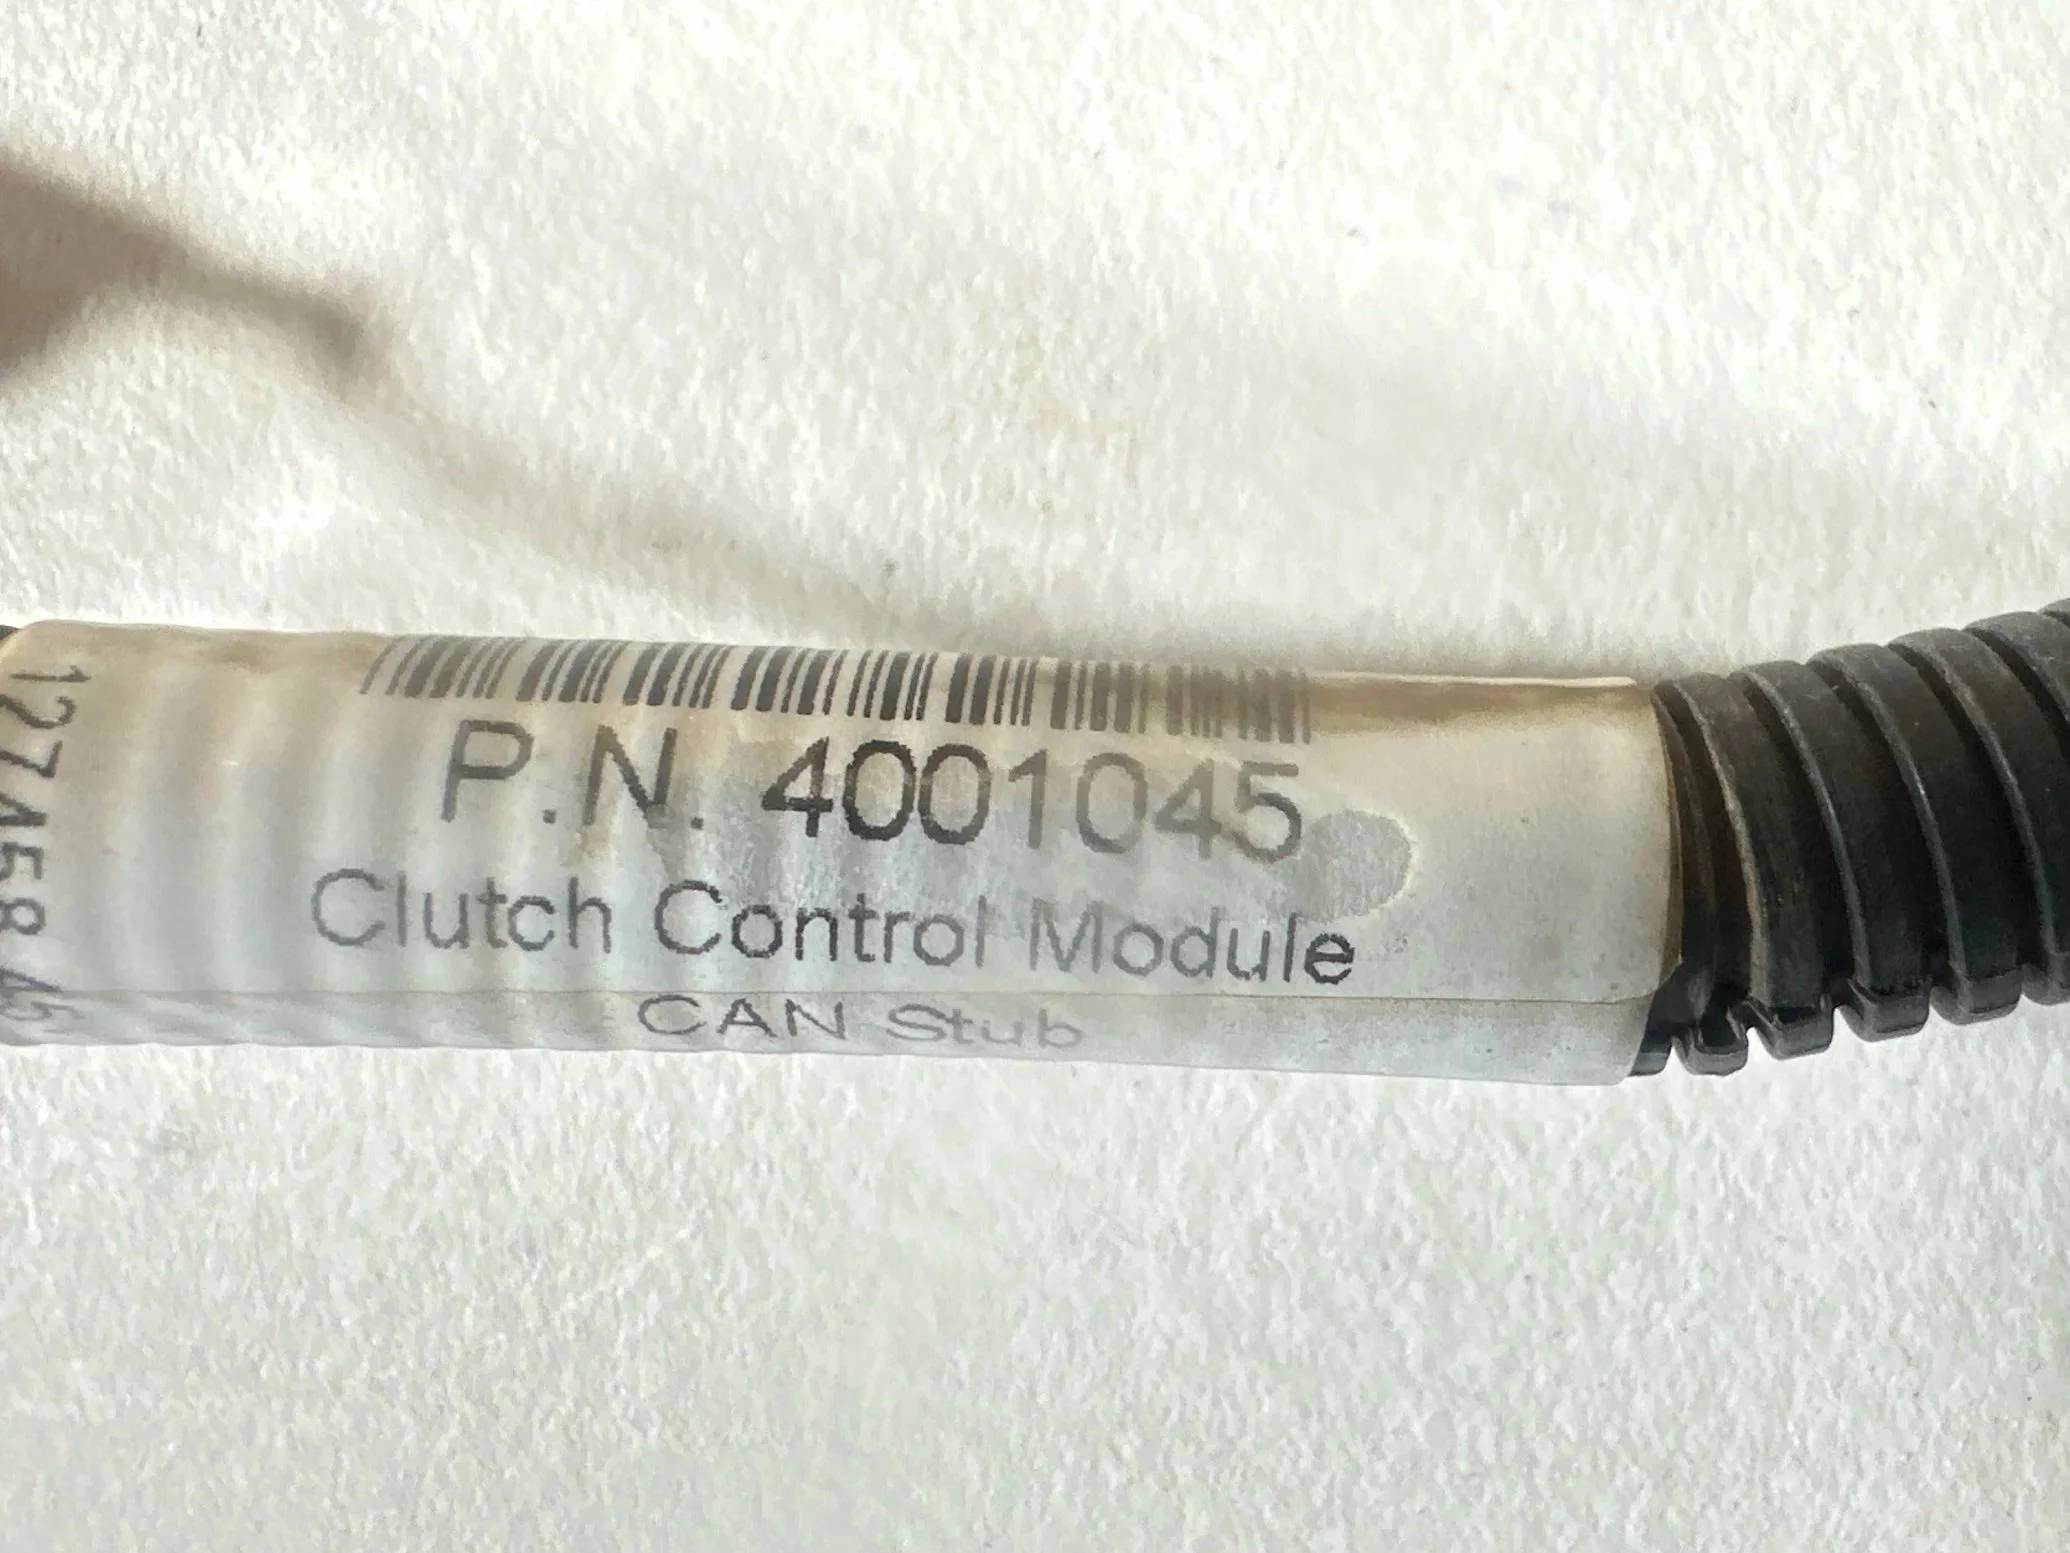 P.N. 4001045
Clutch Control Module
CAN Stub